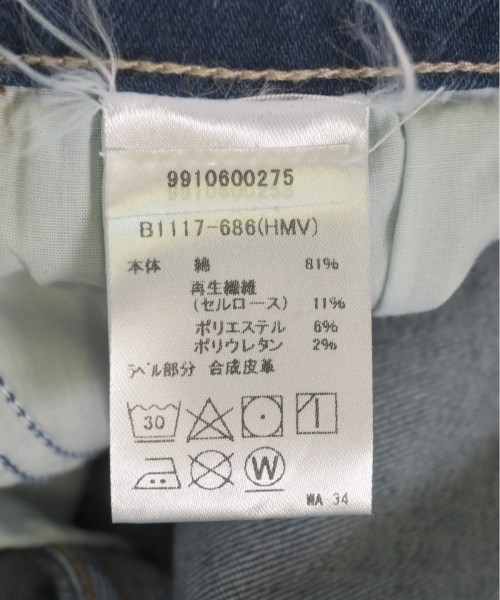 9910600275
B1117-686(HMV)
本体 綿 81%
再生繊維
(セルロース) 11%
ポリエステル 6%
ポリウレタン 2%
ラベル部分 合成皮革
30
W
WA 34